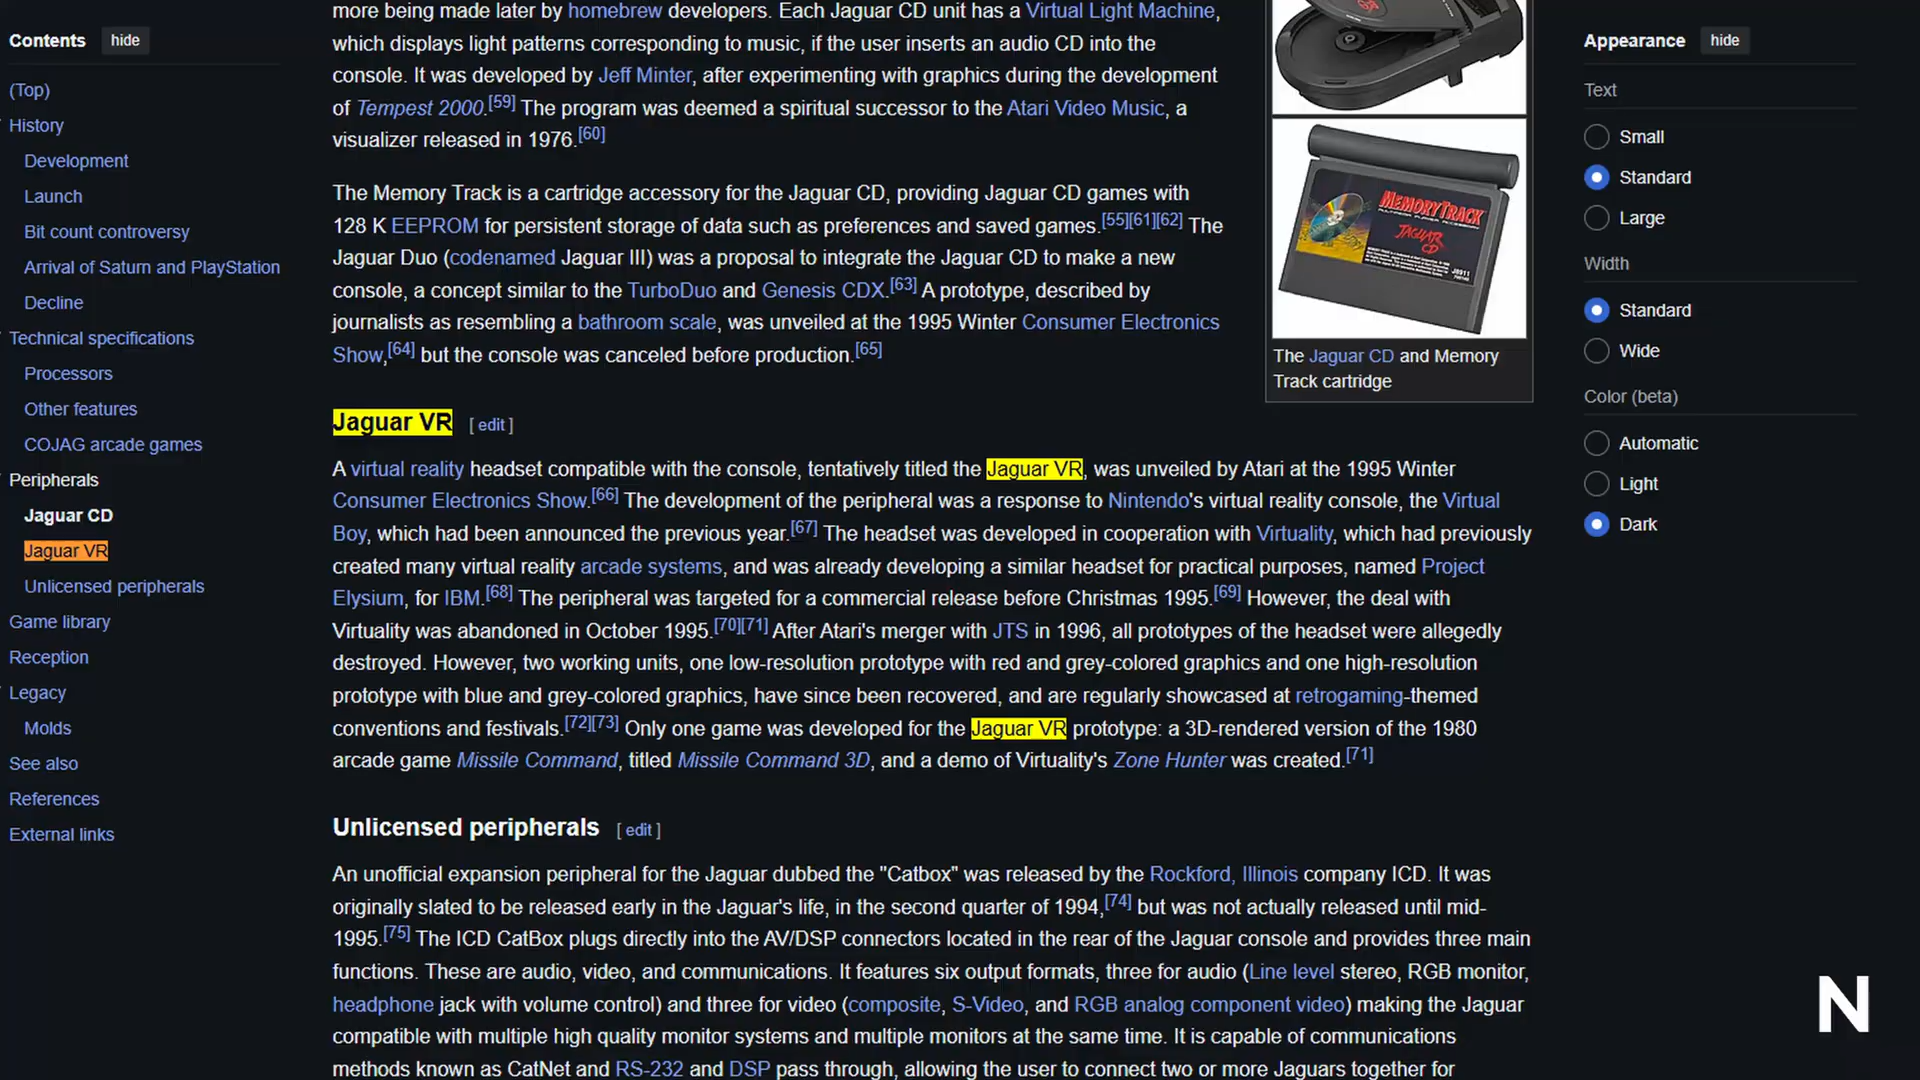 Contents hide
(Top)
History
Development
Launch
Bit count controversy
Arrival of Saturn and PlayStation
Decline
Technical specifications
Processors
Other features
COJAG arcade games
Peripherals
Jaguar CD
Jaguar VR
Unlicensed peripherals
Game library
Reception
Legacy
Molds
See also
References
External links
more being made later by homebrew developers. Each Jaguar CD unit has a Virtual Light Machine,
which displays light patterns corresponding to music, if the user inserts an audio CD into the
console. It was developed by Jeff Minter, after experimenting with graphics during the development
of Tempest 2000.[59] The program was deemed a spiritual successor to the Atari Video Music, a
visualizer released in 1976.[60]
The Memory Track is a cartridge accessory for the Jaguar CD, providing Jaguar CD games with
128 K EEPROM for persistent storage of data such as preferences and saved games.[55][61][62] The
Jaguar Duo (codenamed Jaguar III) was a proposal to integrate the Jaguar CD to make a new
console, a concept similar to the TurboDuo and Genesis CDX.[63] A prototype, described by
journalists as resembling a bathroom scale, was unveiled at the 1995 Winter Consumer Electronics
Show,[64] but the console was canceled before production.[65]
MEMORY TRACK
JAGUAR
CD
The Jaguar CD and Memory
Track cartridge
Jaguar VR [ edit ]
A virtual reality headset compatible with the console, tentatively titled the Jaguar VR, was unveiled by Atari at the 1995 Winter
Consumer Electronics Show.[66] The development of the peripheral was a response to Nintendo's virtual reality console, the Virtual
Boy, which had been announced the previous year.[67] The headset was developed in cooperation with Virtuality, which had previously
created many virtual reality arcade systems, and was already developing a similar headset for practical purposes, named Project
Elysium, for IBM.[68] The peripheral was targeted for a commercial release before Christmas 1995.[69] However, the deal with
Virtuality was abandoned in October 1995.[70][71] After Atari's merger with JTS in 1996, all prototypes of the headset were allegedly
destroyed. However, two working units, one low-resolution prototype with red and grey-colored graphics and one high-resolution
prototype with blue and grey-colored graphics, have since been recovered, and are regularly showcased at retrogaming-themed
conventions and festivals.[72][73] Only one game was developed for the Jaguar VR prototype: a 3D-rendered version of the 1980
arcade game Missile Command, titled Missile Command 3D, and a demo of Virtuality's Zone Hunter was created.[71]
Unlicensed peripherals [ edit ]
An unofficial expansion peripheral for the Jaguar dubbed the "Catbox" was released by the Rockford, Illinois company ICD. It was
originally slated to be released early in the Jaguar's life, in the second quarter of 1994,[74] but was not actually released until mid-
1995.[75] The ICD CatBox plugs directly into the AV/DSP connectors located in the rear of the Jaguar console and provides three main
functions. These are audio, video, and communications. It features six output formats, three for audio (Line level stereo, RGB monitor,
headphone jack with volume control) and three for video (composite, S-Video, and RGB analog component video) making the Jaguar
compatible with multiple high quality monitor systems and multiple monitors at the same time. It is capable of communications
methods known as CatNet and RS-232 and DSP pass through, allowing the user to connect two or more Jaguars together for
Appearance hide
Text
Small
Standard
Large
Width
Standard
Wide
Color (beta)
Automatic
Light
Dark
N